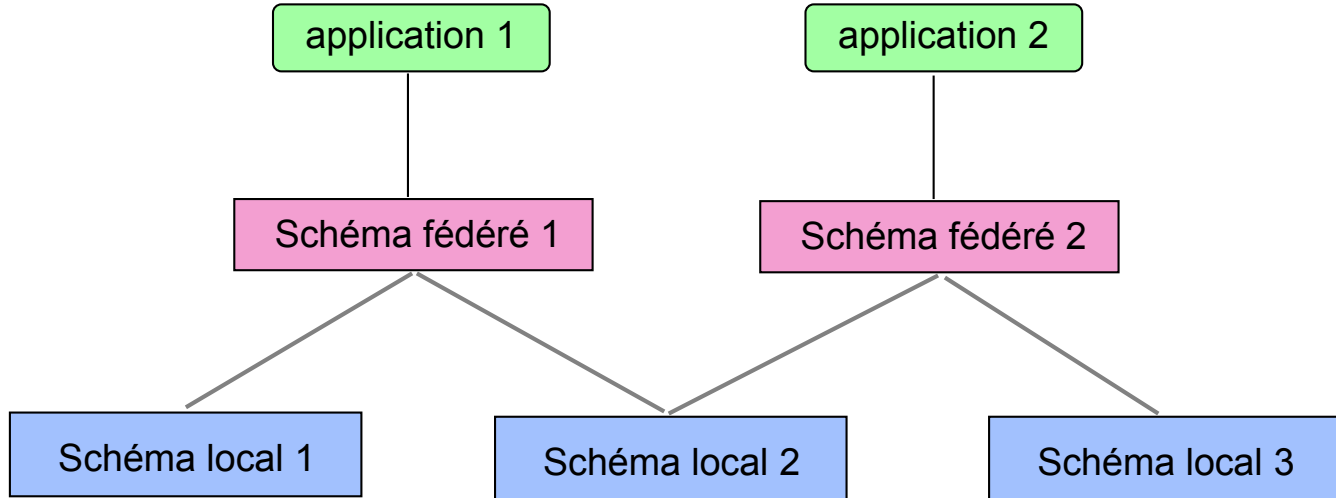 application 1
application 2
Schéma fédéré 1
Schéma fédéré 2
Schéma local 1
Schéma local 2
Schéma local 3